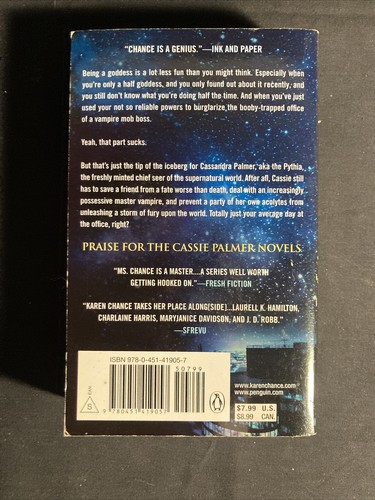 "CHANCE IS A GENIUS."—INK AND PAPER
Being a goddess is a lot less fun than you might think. Especially when
you're only a half goddess, and you only found out about it recently, and
you still don't know what you're doing half the time. And when you've just
used your not so reliable powers to burglarize the booby-trapped office
of a vampire mob boss.
Yeah, that part sucks.
But that's just the tip of the iceberg for Cassandra Palmer, aka the Pythia,
the freshly minted chief seer of the supernatural world. After all, Cassie still
has to save a friend from a fate worse than death, deal with an increasingly
possessive master vampire, and prevent a party of her own acolytes from
unleashing a storm of fury upon the world. Totally just your average day at
the office, right?
PRAISE FOR THE CASSIE PALMER NOVELS
"MS. CHANCE IS A MASTER...A SERIES WELL WORTH
GETTING HOOKED ON."—FRESH FICTION
"KAREN CHANCE TAKES HER PLACE ALONG[SIDE]...LAURELL K. HAMILTON,
CHARLAINE HARRIS, MARYJANICE DAVIDSON, AND J. D. ROBB."
—SFREVU
ISBN 978-0-451-41905-7
50799
S
9 780451 419057
www.karenchance.com
www.penguin.com
$7.99 U.S.
$8.99 CAN.